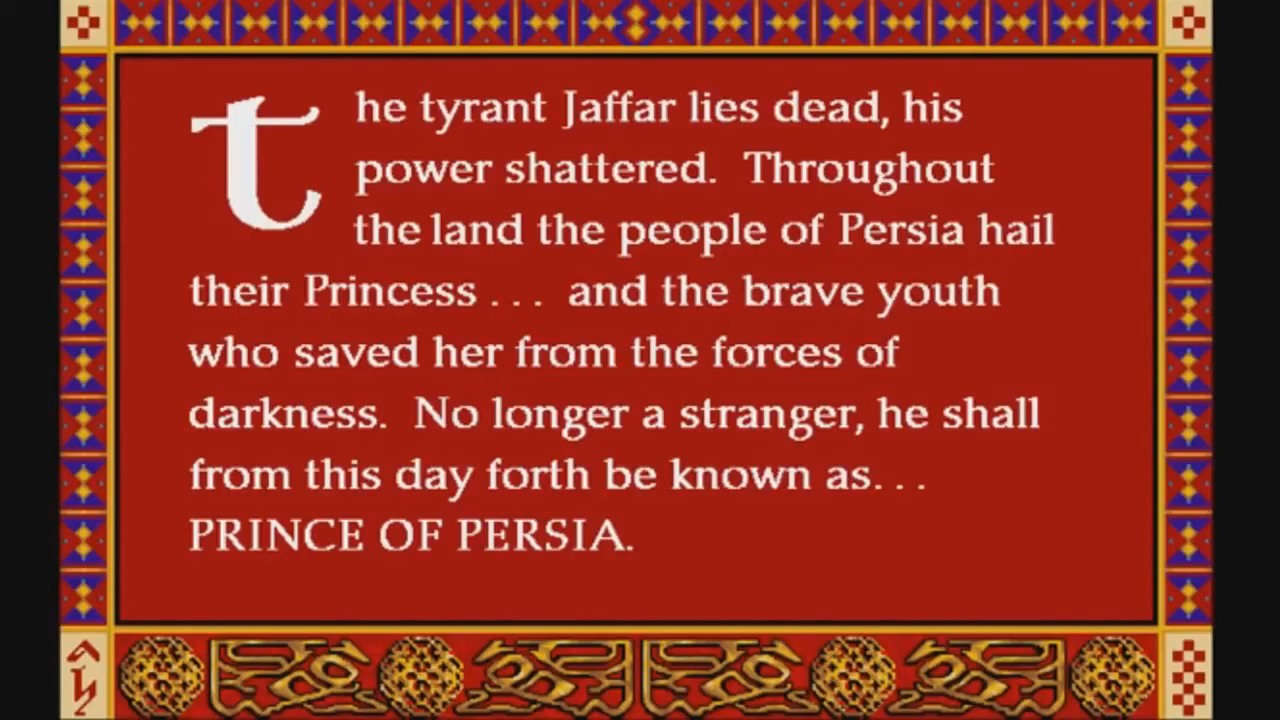 the tyrant Jaffar lies dead, his
power shattered. Throughout
the land the people of Persia hail
their Princess . . . and the brave youth
who saved her from the forces of
darkness. No longer a stranger, he shall
from this day forth be known as. . .
PRINCE OF PERSIA.